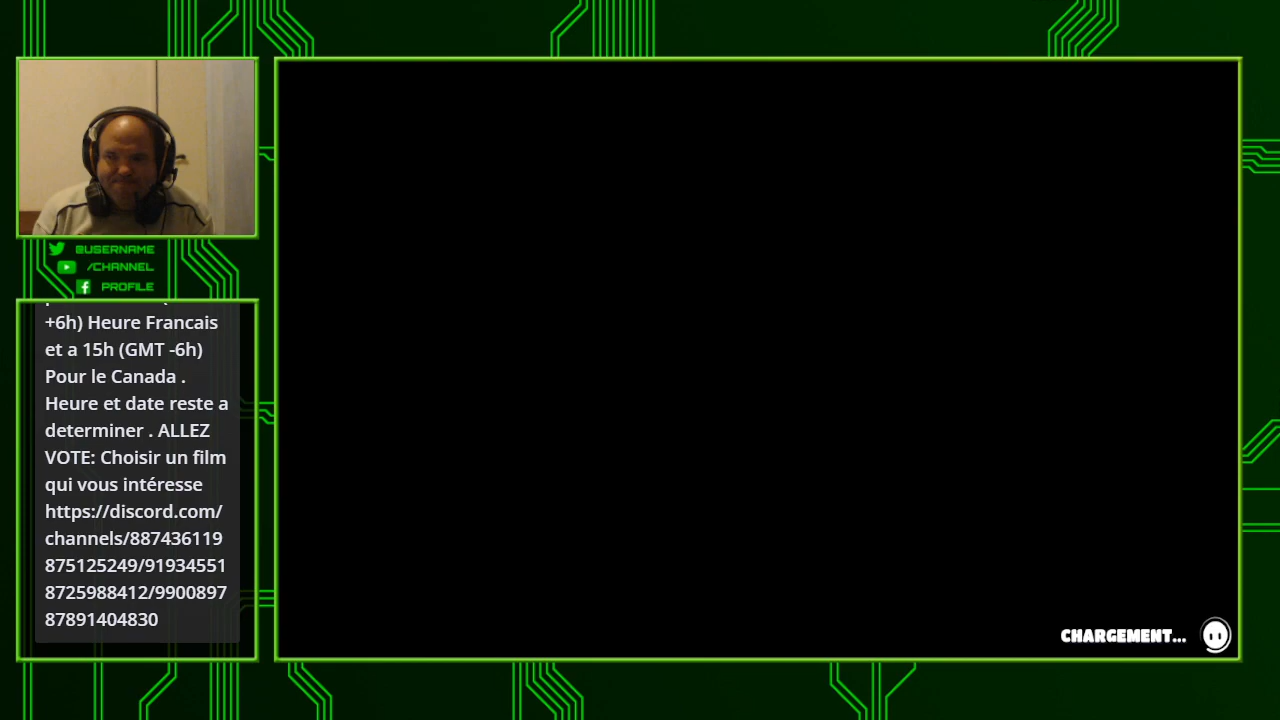 @USERNAME
/CHANNEL
PROFILE
+6h) Heure Francais
et a 15h (GMT -6h)
Pour le Canada .
Heure et date reste a
determiner . ALLEZ
VOTE: Choisir un film
qui vous intéresse
https://discord.com/
channels/887436119
875125249/91934551
8725988412/9900897
87891404830
CHARGEMENT...